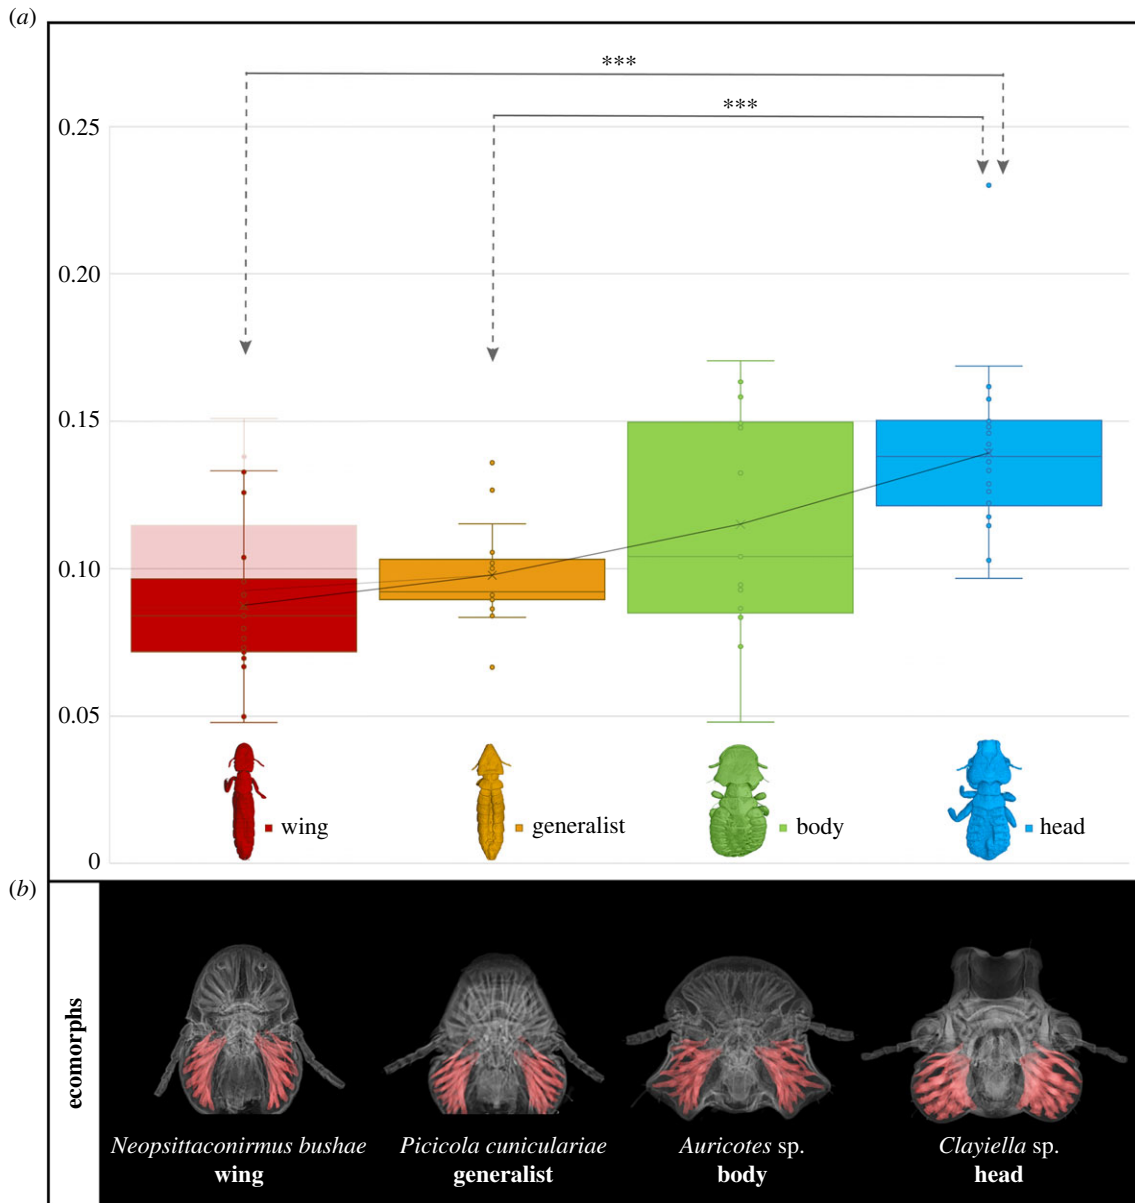 (a)
***
***
0.25
0.20
0.15
0.10
0.05
0
wing
generalist
body
head
(b)
ecomorphs
Neopsittaconirmus bushae
wing
Picicola cunicularia​e
generalist
Auricotes sp.
body
Clayiella sp.
head